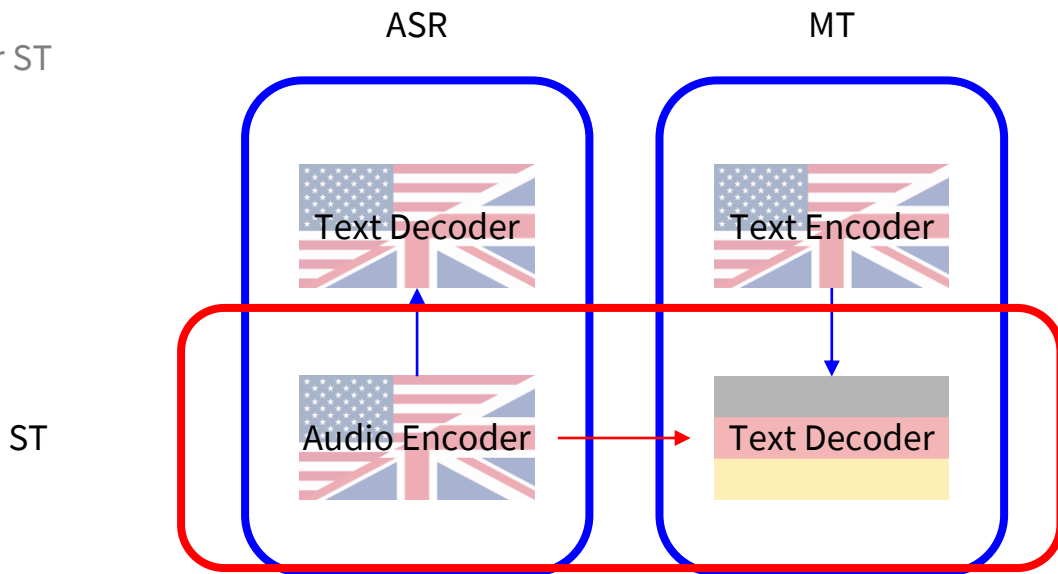 ASR MT
r ST
Text Decoder Text Encoder
ST Audio Encoder Text Decoder